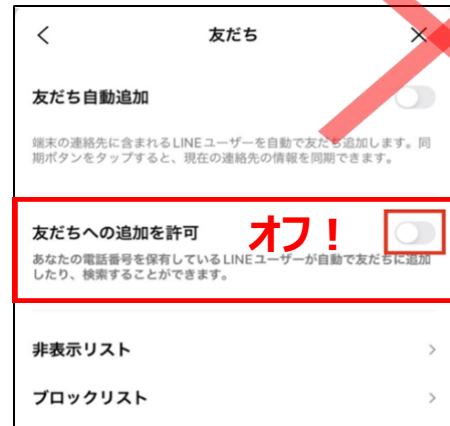 友だち
友だち自動追加
端末の連絡先に含まれるLINEユーザーを自動で友だち追加します。同
期ボタンをタップすると、現在の連絡先の情報を同期できます。
友だちへの追加を許可
オフ！
あなたの電話番号を保有しているLINEユーザーが自動で友だちに追加
したり、検索することができます。
非表示リスト
ブロックリスト